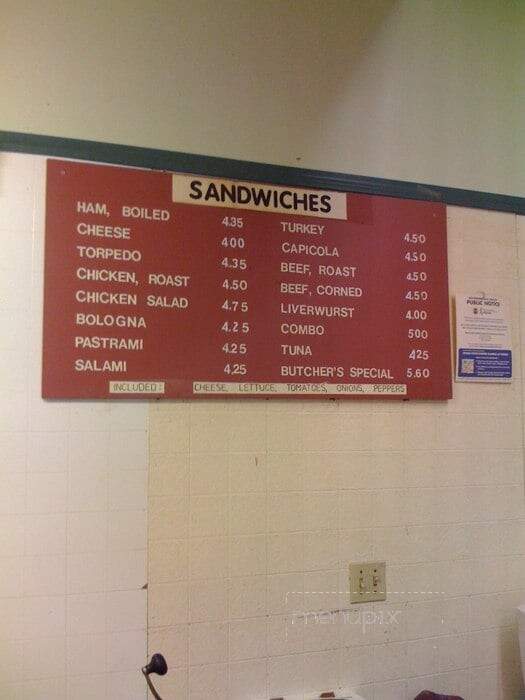 SANDWICHES
HAM, BOILED 4.35
CHEESE 4 00
TORPEDO 4.35
CHICKEN, ROAST 4.50
CHICKEN SALAD 4.75
BOLOGNA 4.25
PASTRAMI 4.25
SALAMI 4.25
TURKEY 4.50
CAPICOLA 4.50
BEEF, ROAST 4.50
BEEF, CORNED 4.50
LIVERWURST 4.00
COMBO 5 00
TUNA 4 25
BUTCHER'S SPECIAL 5.60
INCLUDED: CHEESE, LETTUCE, TOMATOES, ONIONS, PEPPERS
PUBLIC NOTICE
menupix